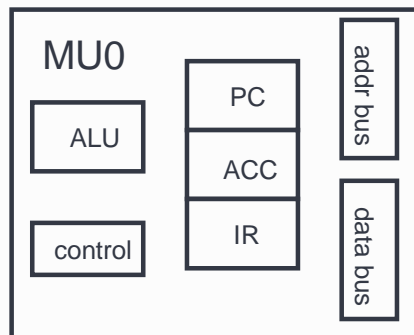 MU0
ALU
control
PC
ACC
IR
addr bus
data bus